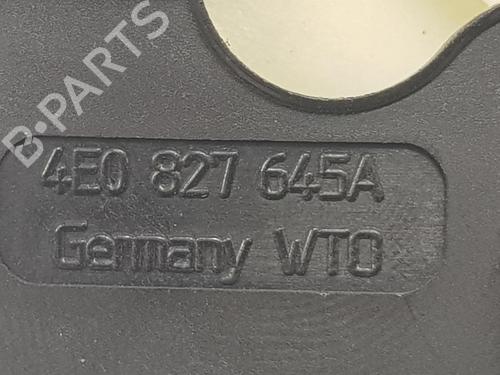 B-PARTS
4E0 827 645A
Germany WTO